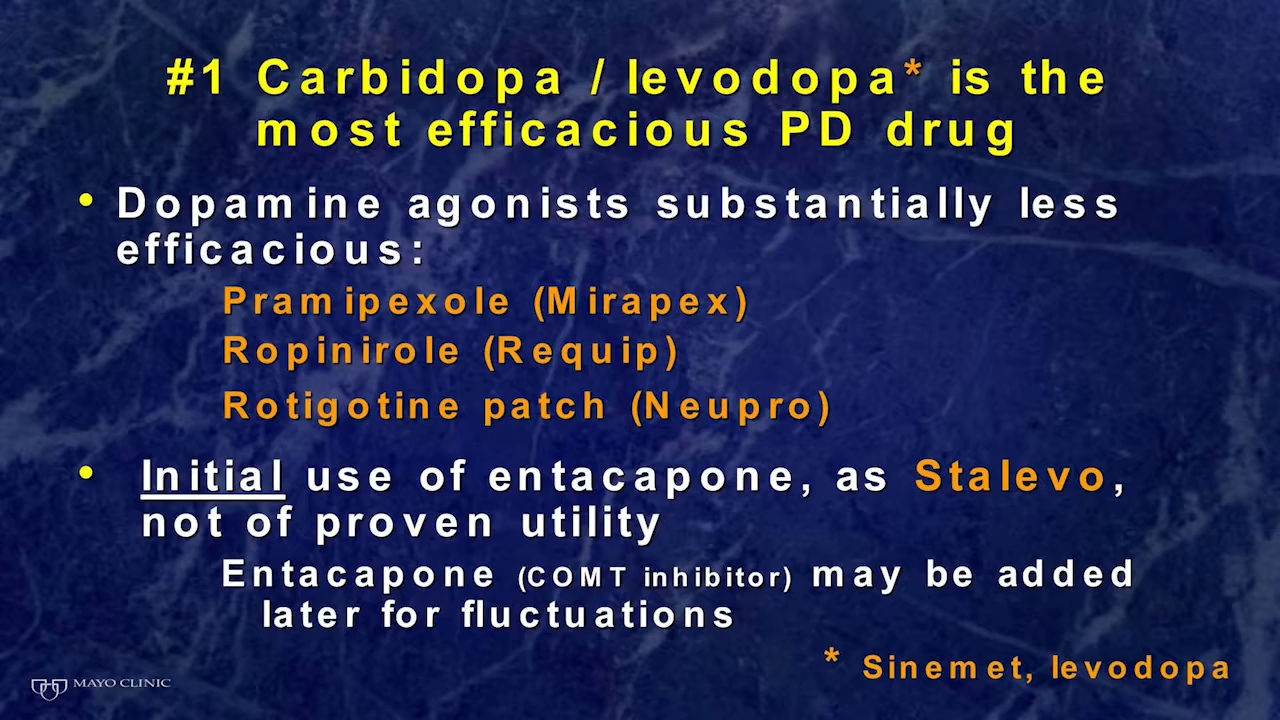 #1 Carbidopa / levodopa* is the
most efficacious PD drug
• Dopamine agonists substantially less
efficacious:
Pramipexole (Mirapex)
Ropinirole (Requip)
Rotigotine patch (Neupro)
• Initial use of entacapone, as Stalevo,
not of proven utility
Entacapone (COMT inhibitor) may be added
later for fluctuations
* Sinemet, levodopa
MAYO CLINIC